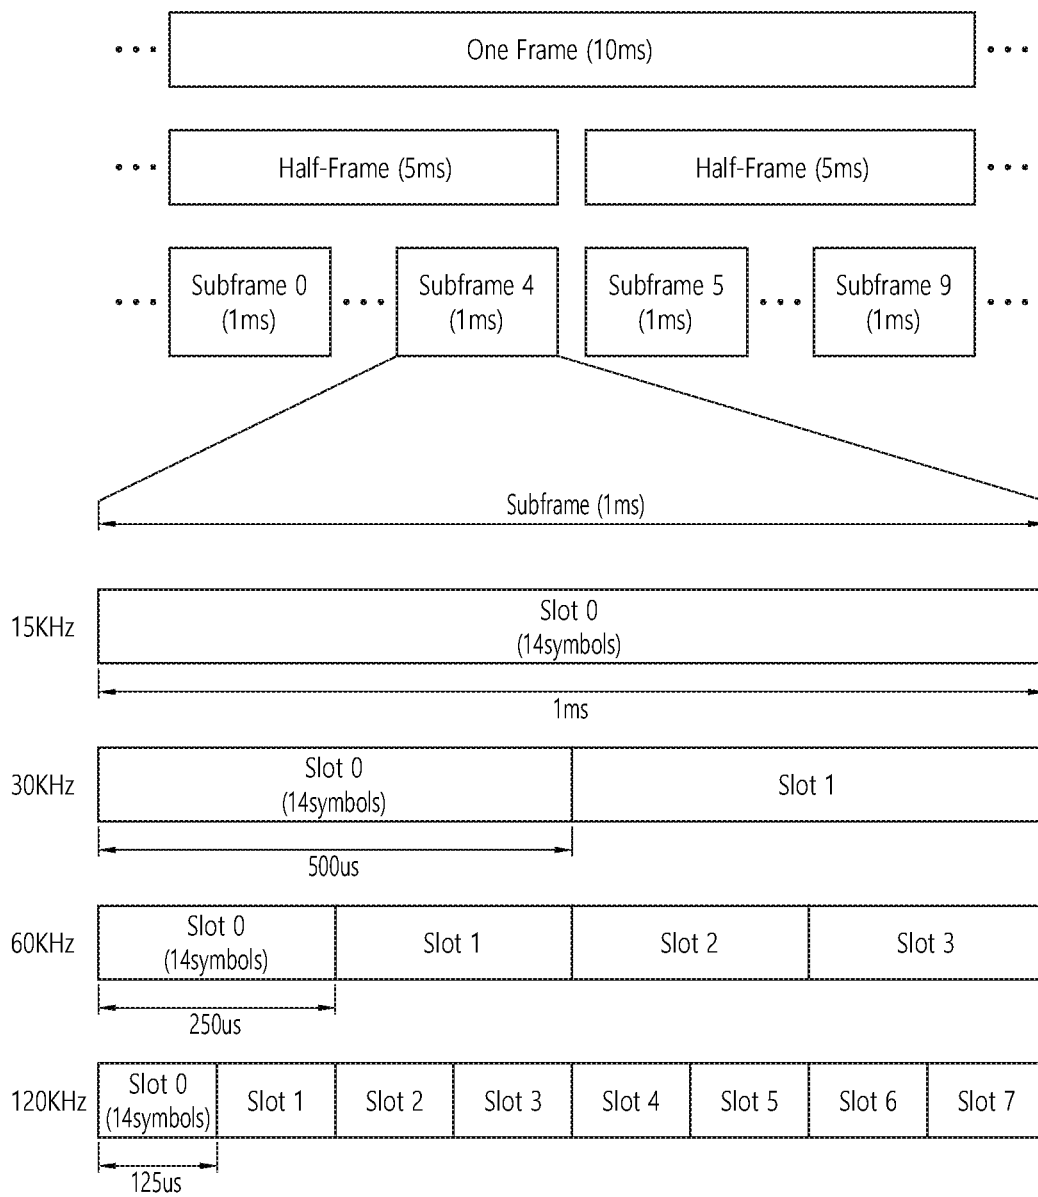 One Frame (10ms)
Half-Frame (5ms)
Half-Frame (5ms)
Subframe 0
(1ms)
Subframe 4
(1ms)
Subframe 5
(1ms)
Subframe 9
(1ms)
Subframe (1ms)
15KHz
Slot 0
(14symbols)
1ms
30KHz
Slot 0
(14symbols)
Slot 1
500us
60KHz
Slot 0
(14symbols)
Slot 1
Slot 2
Slot 3
250us
120KHz
Slot 0
(14symbols)
Slot 1
Slot 2
Slot 3
Slot 4
Slot 5
Slot 6
Slot 7
125us